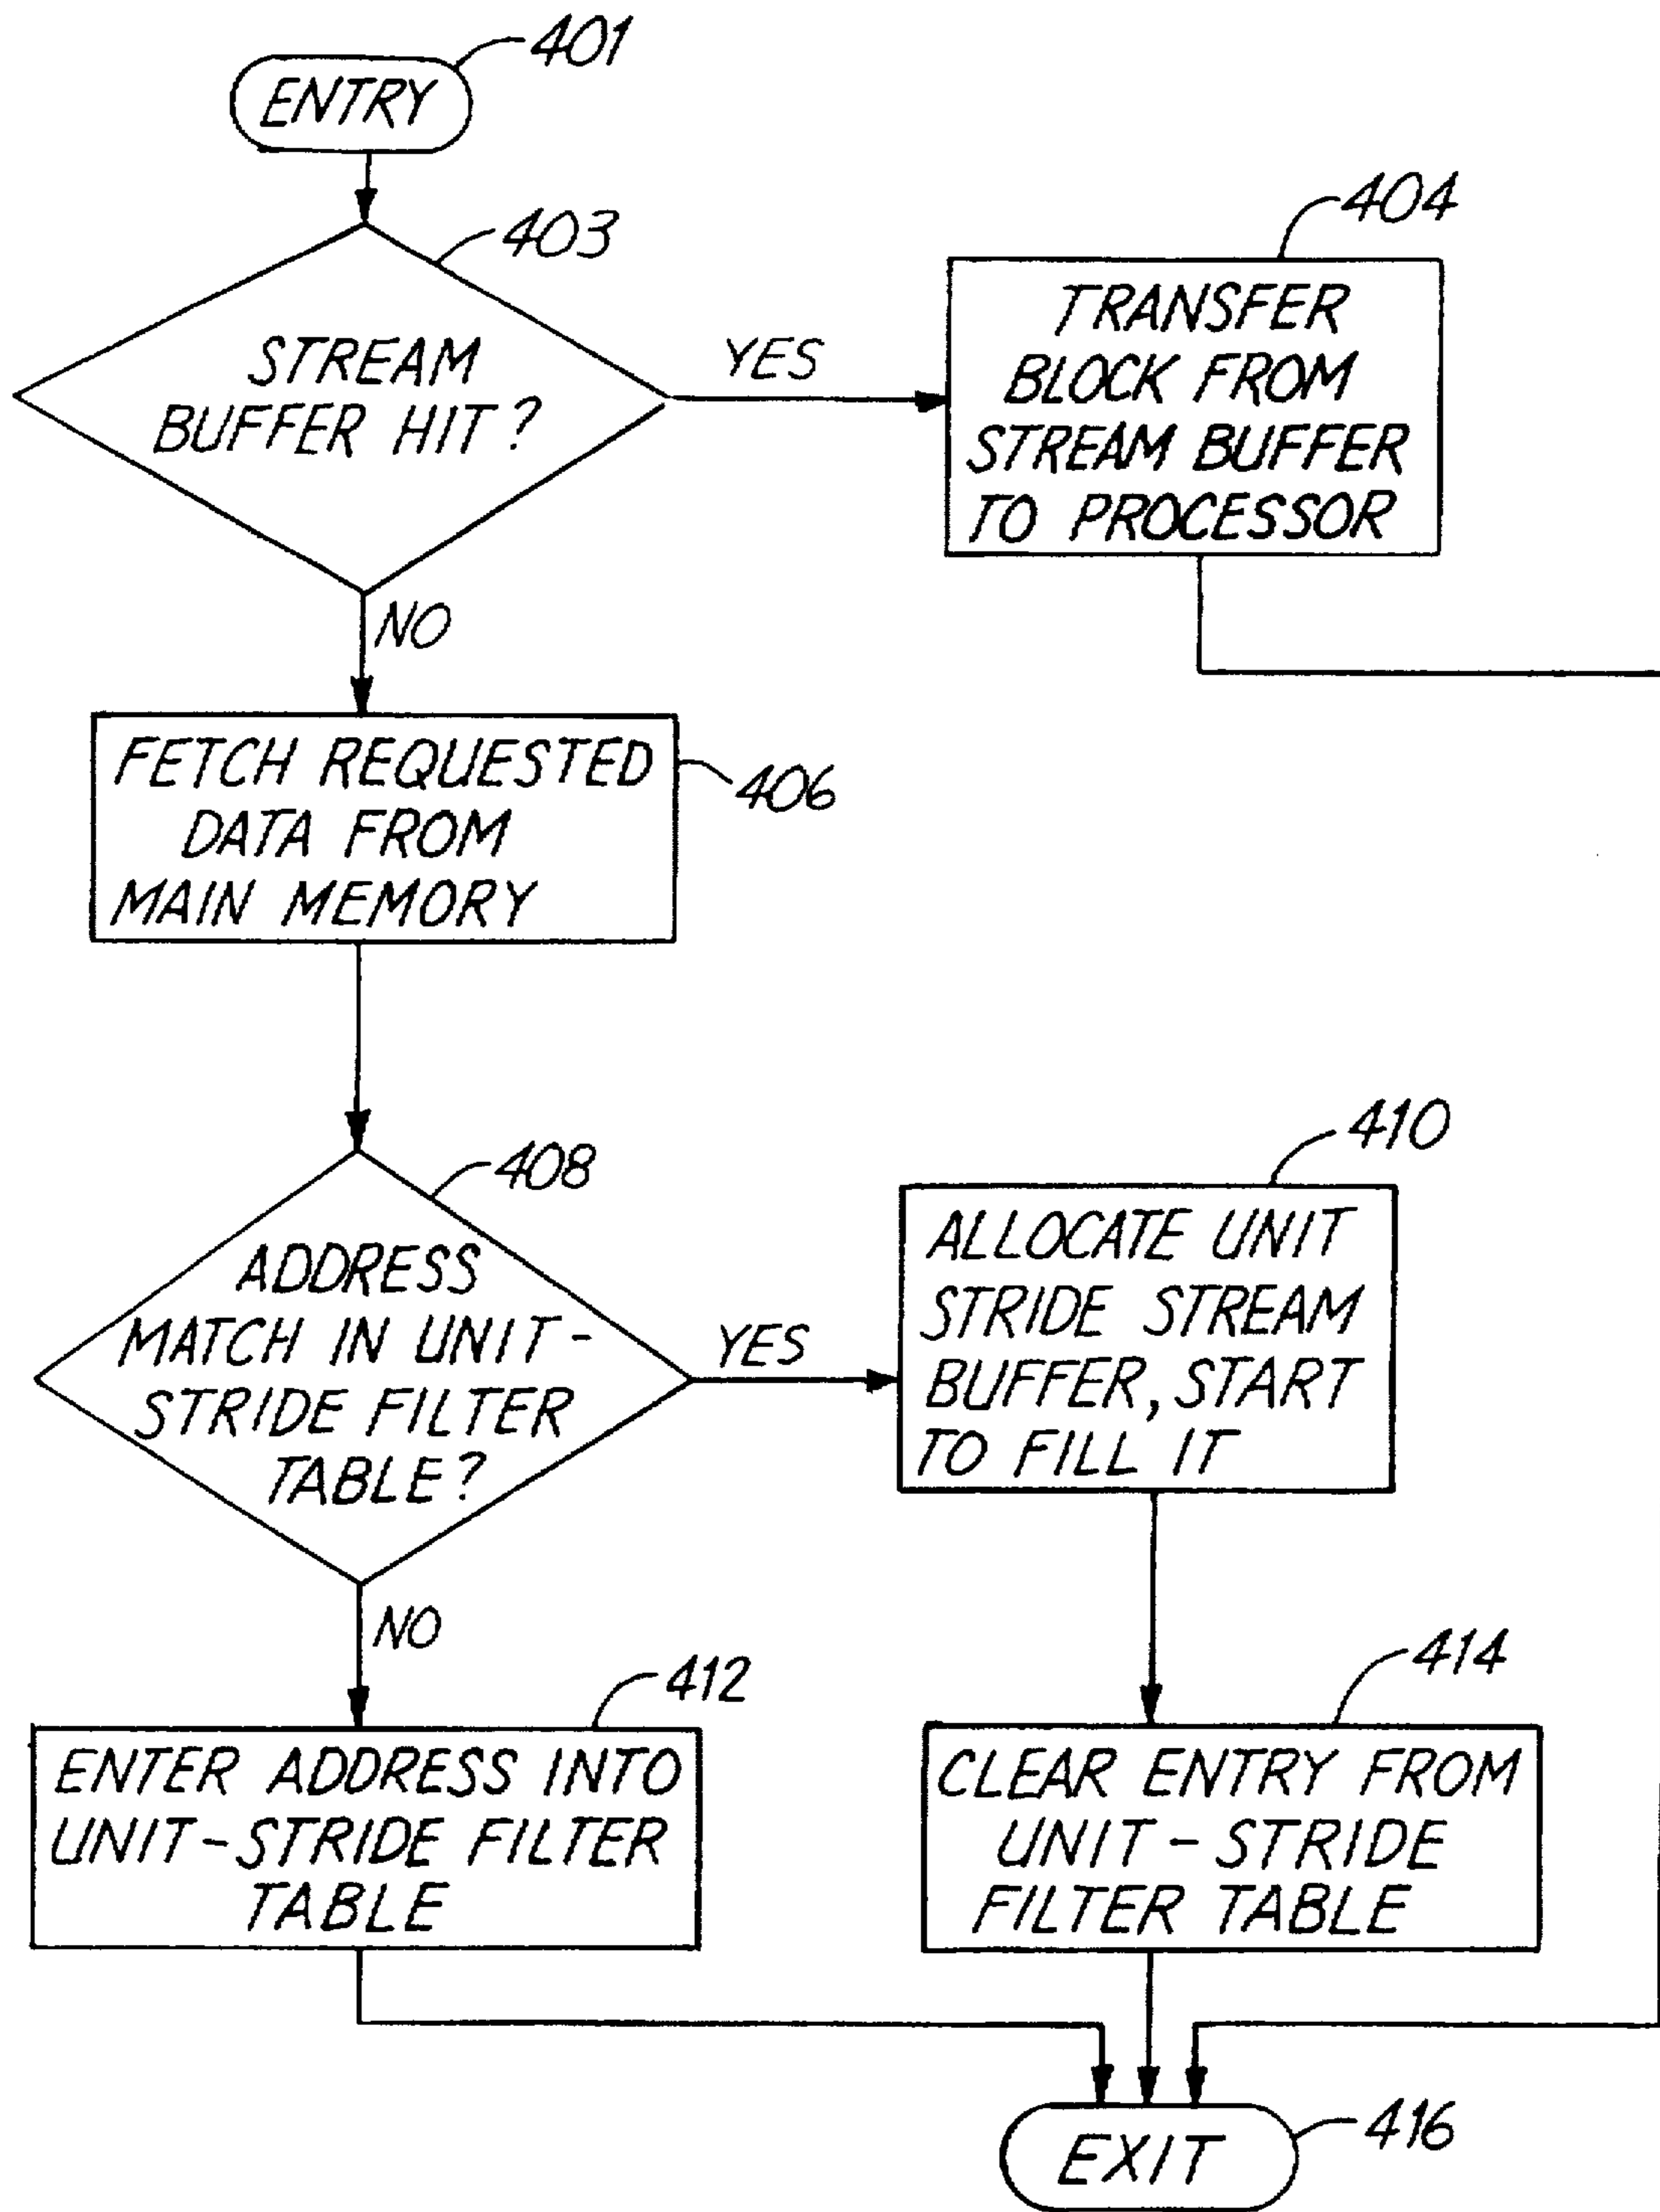 401
ENTRY
403
STREAM
BUFFER HIT?
YES
404
TRANSFER
BLOCK FROM
STREAM BUFFER
TO PROCESSOR
NO
FETCH REQUESTED
DATA FROM
MAIN MEMORY
406
408
ADDRESS
MATCH IN UNIT-
STRIDE FILTER
TABLE?
YES
410
ALLOCATE UNIT
STRIDE STREAM
BUFFER, START
TO FILL IT
NO
412
ENTER ADDRESS INTO
UNIT-STRIDE FILTER
TABLE
414
CLEAR ENTRY FROM
UNIT-STRIDE
FILTER TABLE
416
EXIT